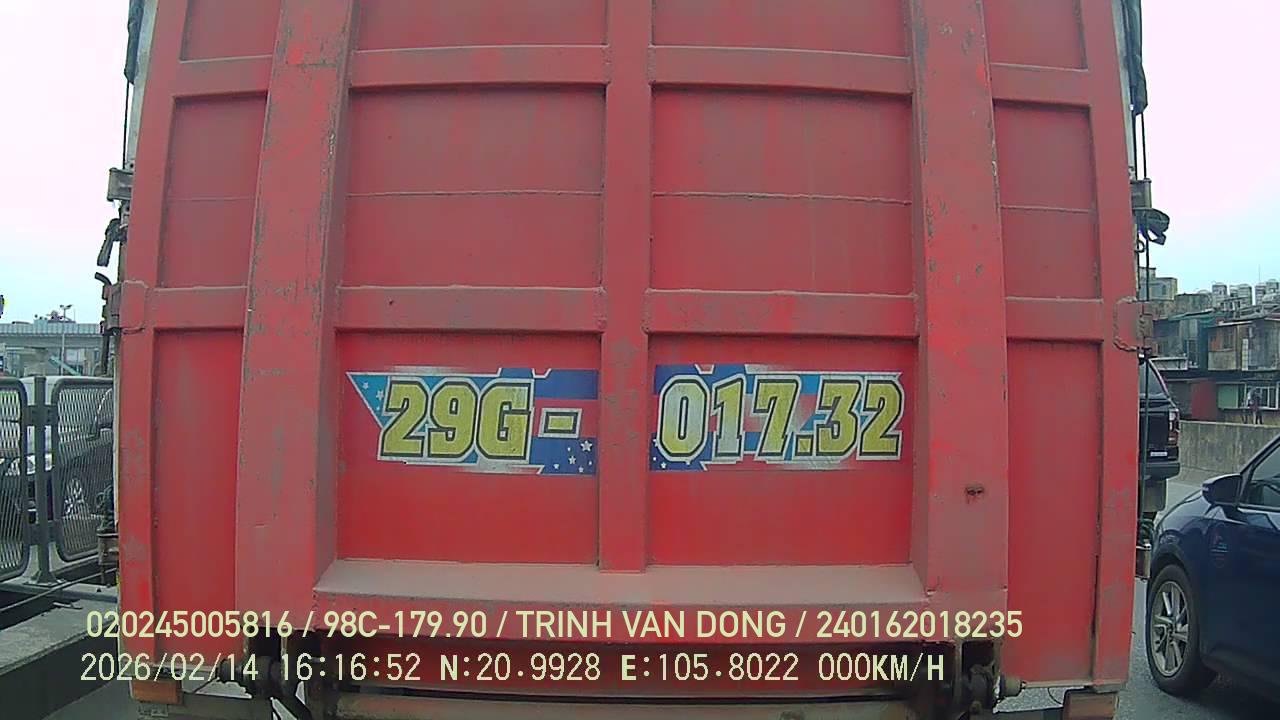 29G- 017.32
020245005816 / 98C-179.90 / TRINH VAN DONG / 240162018235
2026/02/14 16:16:52 N:20.9928 E:105.8022 000KM/H